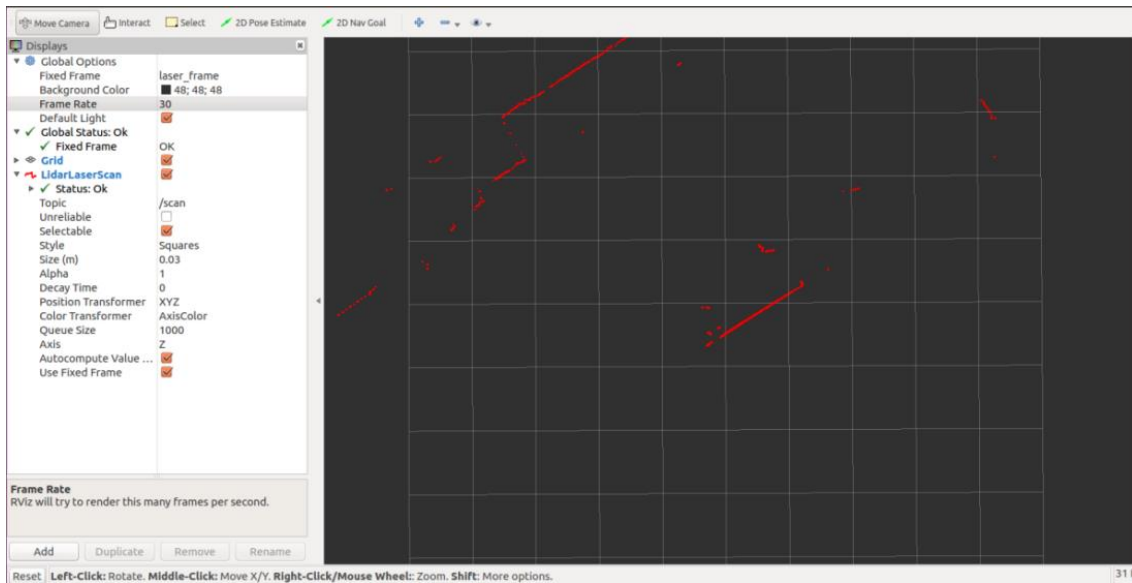 Move Camera Interact Select 2D Pose Estimate 2D Nav Goal
Displays
Global Options
Fixed Frame laser_frame
Background Color 48; 48; 48
Frame Rate 30
Default Light
Global Status: Ok
Fixed Frame OK
Grid
LidarLaserScan
Status: Ok
Topic /scan
Unreliable
Selectable
Style Squares
Size (m) 0.03
Alpha 1
Decay Time 0
Position Transformer XYZ
Color Transformer AxisColor
Queue Size 1000
Axis Z
Autocompute Value ...
Use Fixed Frame
Frame Rate
RViz will try to render this many frames per second.
Add Duplicate Remove Rename
Reset Left-Click: Rotate. Middle-Click: Move X/Y. Right-Click/Mouse Wheel:: Zoom. Shift: More options. 31